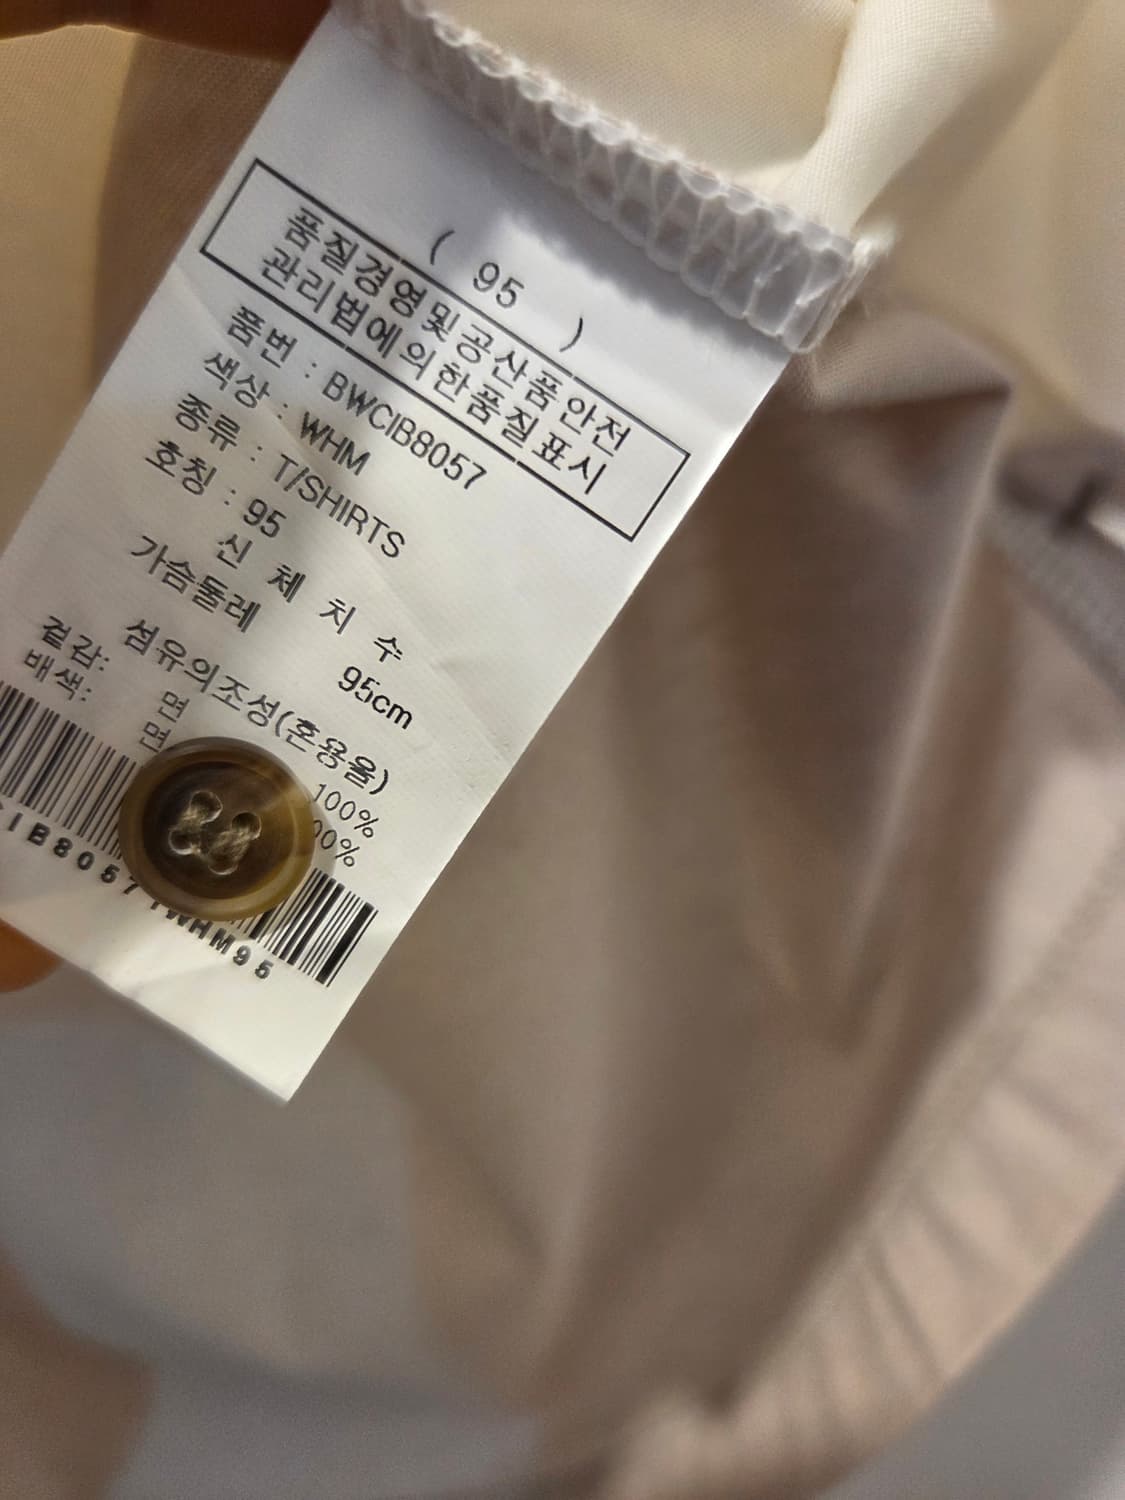 ( 95 )
품질경영및공산품안전
관리법에의한품질표시
품번 : BWCIB8057
색상 : WHM
종류 : T/SHIRTS
호칭 : 95
신 체 치 수
가슴둘레 95cm
섬유의조성(혼용율)
겉감: 면 100%
배색: 면 00%
IB8057 WHM95